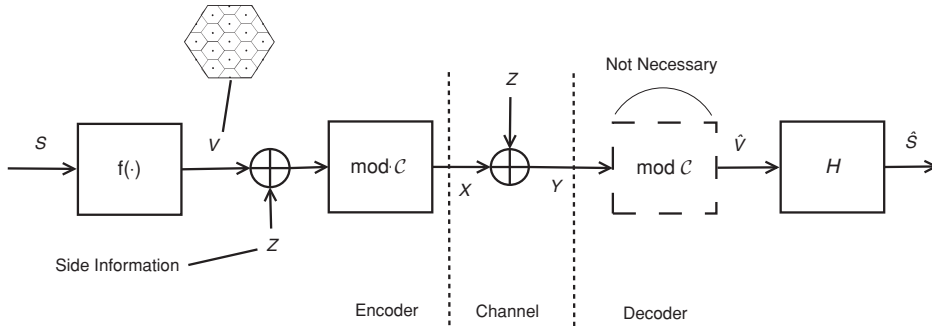 Not Necessary
S
f(·)
V
Z
mod· C
X
Z
Y
mod C
V̂
H
Ŝ
Side Information
Encoder
Channel
Decoder